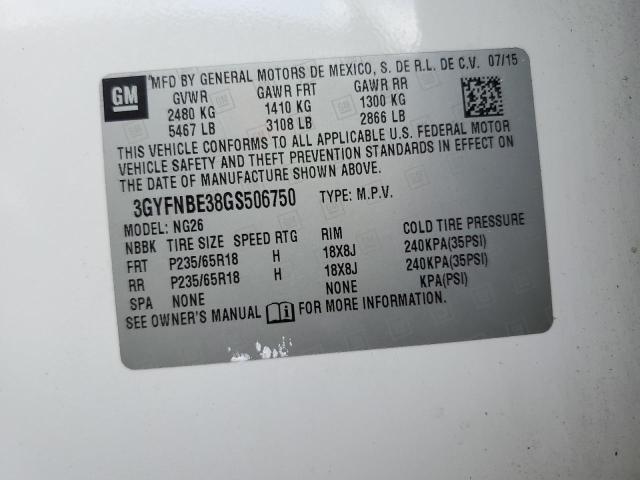 GM
MFD BY GENERAL MOTORS DE MEXICO, S. DE R.L. DE C.V. 07/15
GVWR GAWR FRT GAWR RR
2480 KG 1410 KG 1300 KG
5467 LB 3108 LB 2866 LB
THIS VEHICLE CONFORMS TO ALL APPLICABLE U.S. FEDERAL MOTOR
VEHICLE SAFETY AND THEFT PREVENTION STANDARDS IN EFFECT ON
THE DATE OF MANUFACTURE SHOWN ABOVE.
3GYFNBE38GS506750 TYPE: M.P.V.
MODEL: NG26
NBBK TIRE SIZE SPEED RTG RIM COLD TIRE PRESSURE
FRT P235/65R18 H 18X8J 240KPA(35PSI)
RR P235/65R18 H 18X8J 240KPA(35PSI)
SPA NONE NONE KPA(PSI)
SEE OWNER'S MANUAL FOR MORE INFORMATION.